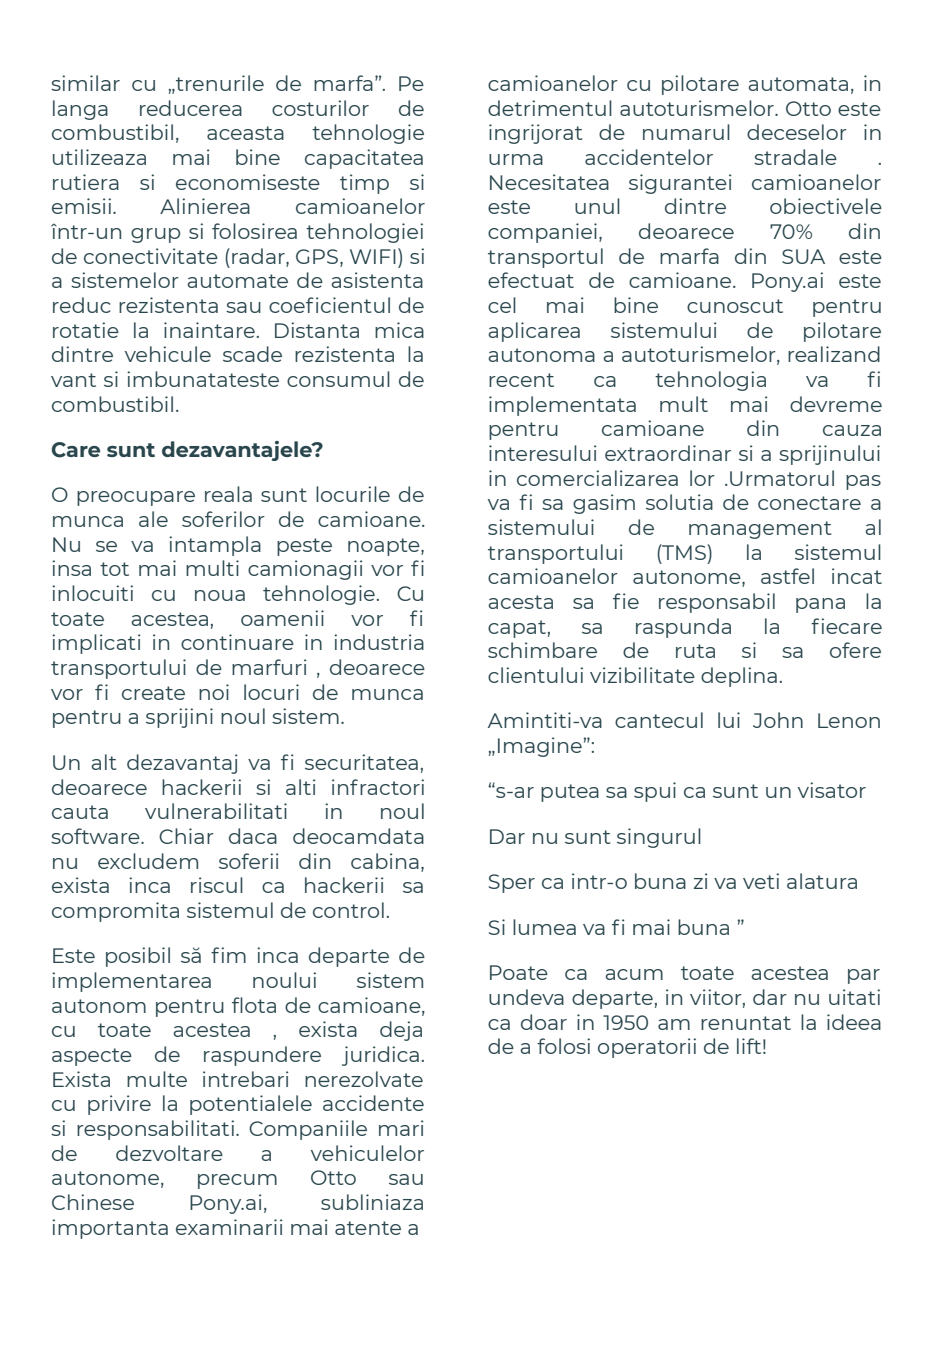 similar cu „trenurile de marfa”. Pe
langa reducerea costurilor de
combustibil, aceasta tehnologie
utilizeaza mai bine capacitatea
rutiera si economiseste timp si
emisii. Alinierea camioanelor
într-un grup si folosirea tehnologiei
de conectivitate (radar, GPS, WIFI) si
a sistemelor automate de asistenta
reduc rezistenta sau coeficientul de
rotatie la inaintare. Distanta mica
dintre vehicule scade rezistenta la
vant si imbunatateste consumul de
combustibil.
Care sunt dezavantajele?
O preocupare reala sunt locurile de
munca ale soferilor de camioane.
Nu se va intampla peste noapte,
insa tot mai multi camionagii vor fi
inlocuiti cu noua tehnologie. Cu
toate acestea, oamenii vor fi
implicati in continuare in industria
transportului de marfuri , deoarece
vor fi create noi locuri de munca
pentru a sprijini noul sistem.
Un alt dezavantaj va fi securitatea,
deoarece hackerii si alti infractori
cauta vulnerabilitati in noul
software. Chiar daca deocamdata
nu excludem soferii din cabina,
exista inca riscul ca hackerii sa
compromita sistemul de control.
Este posibil să fim inca departe de
implementarea noului sistem
autonom pentru flota de camioane,
cu toate acestea , exista deja
aspecte de raspundere juridica.
Exista multe intrebari nerezolvate
cu privire la potentialele accidente
si responsabilitati. Companiile mari
de dezvoltare a vehiculelor
autonome, precum Otto sau
Chinese Pony.ai, subliniaza
importanta examinarii mai atente a
camioanelor cu pilotare automata, in
detrimentul autoturismelor. Otto este
ingrijorat de numarul deceselor in
urma accidentelor stradale .
Necesitatea sigurantei camioanelor
este unul dintre obiectivele
companiei, deoarece 70% din
transportul de marfa din SUA este
efectuat de camioane. Pony.ai este
cel mai bine cunoscut pentru
aplicarea sistemului de pilotare
autonoma a autoturismelor, realizand
recent ca tehnologia va fi
implementata mult mai devreme
pentru camioane din cauza
interesului extraordinar si a sprijinului
in comercializarea lor .Urmatorul pas
va fi sa gasim solutia de conectare a
sistemului de management al
transportului (TMS) la sistemul
camioanelor autonome, astfel incat
acesta sa fie responsabil pana la
capat, sa raspunda la fiecare
schimbare de ruta si sa ofere
clientului vizibilitate deplina.
Amintiti-va cantecul lui John Lenon
„Imagine”:
“s-ar putea sa spui ca sunt un visator
Dar nu sunt singurul
Sper ca intr-o buna zi va veti alatura
Si lumea va fi mai buna ”
Poate ca acum toate acestea par
undeva departe, in viitor, dar nu uitati
ca doar in 1950 am renuntat la ideea
de a folosi operatorii de lift!